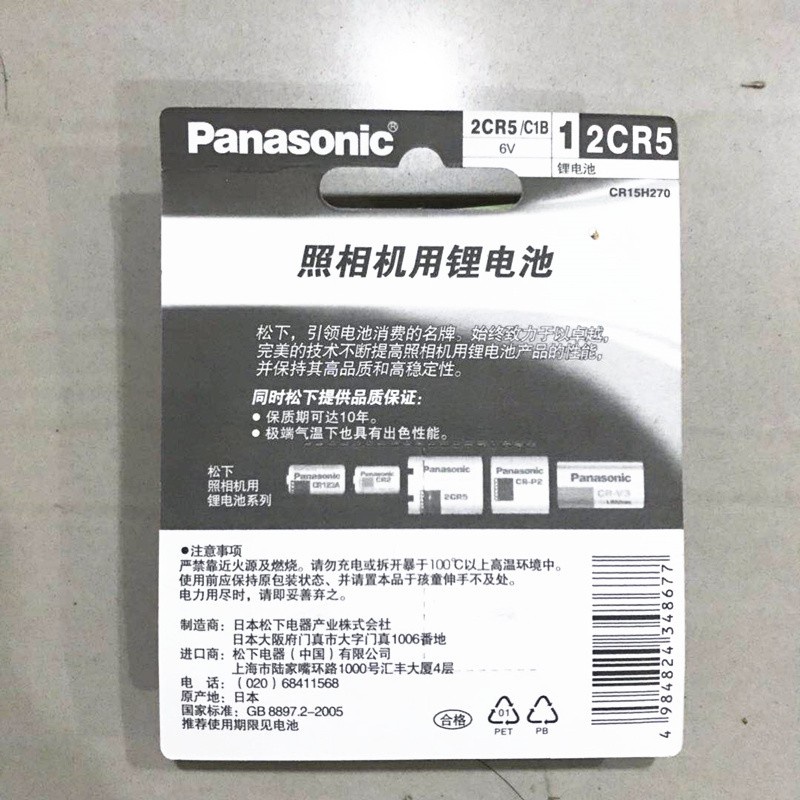 Panasonic®
2CR5/C1B
6V
1 2CR5
锂电池
CR15H270
照相机用锂电池
松下，引领电池消费的名牌。始终致力于以卓越，
完美的技术不断提高照相机用锂电池产品的性能，
并保持其高品质和高稳定性。
同时松下提供品质保证：
● 保质期可达10年。
● 极端气温下也具有出色性能。
松下
照相机用
锂电池系列
Panasonic
CR123A
Panasonic
CR2
Panasonic
2CR5
Panasonic
CR-P2
Panasonic
CR-V3
●注意事项
严禁靠近火源及燃烧。请勿充电或拆开暴于100℃以上高温环境中。
使用前应保持原包装状态、并请置本品于孩童伸手不及处。
电力用尽时，请即妥善弃之。
制造商：日本松下电器产业株式会社
日本大阪府门真市大字门真1006番地
进口商：松下电器（中国）有限公司
上海市陆家嘴环路1000号汇丰大厦4层
电 话：（020）68411568
原产地：日本
国家标准：GB 8897.2-2005
推荐使用期限见电池
合格
01
PET
PB
4 984824 348677